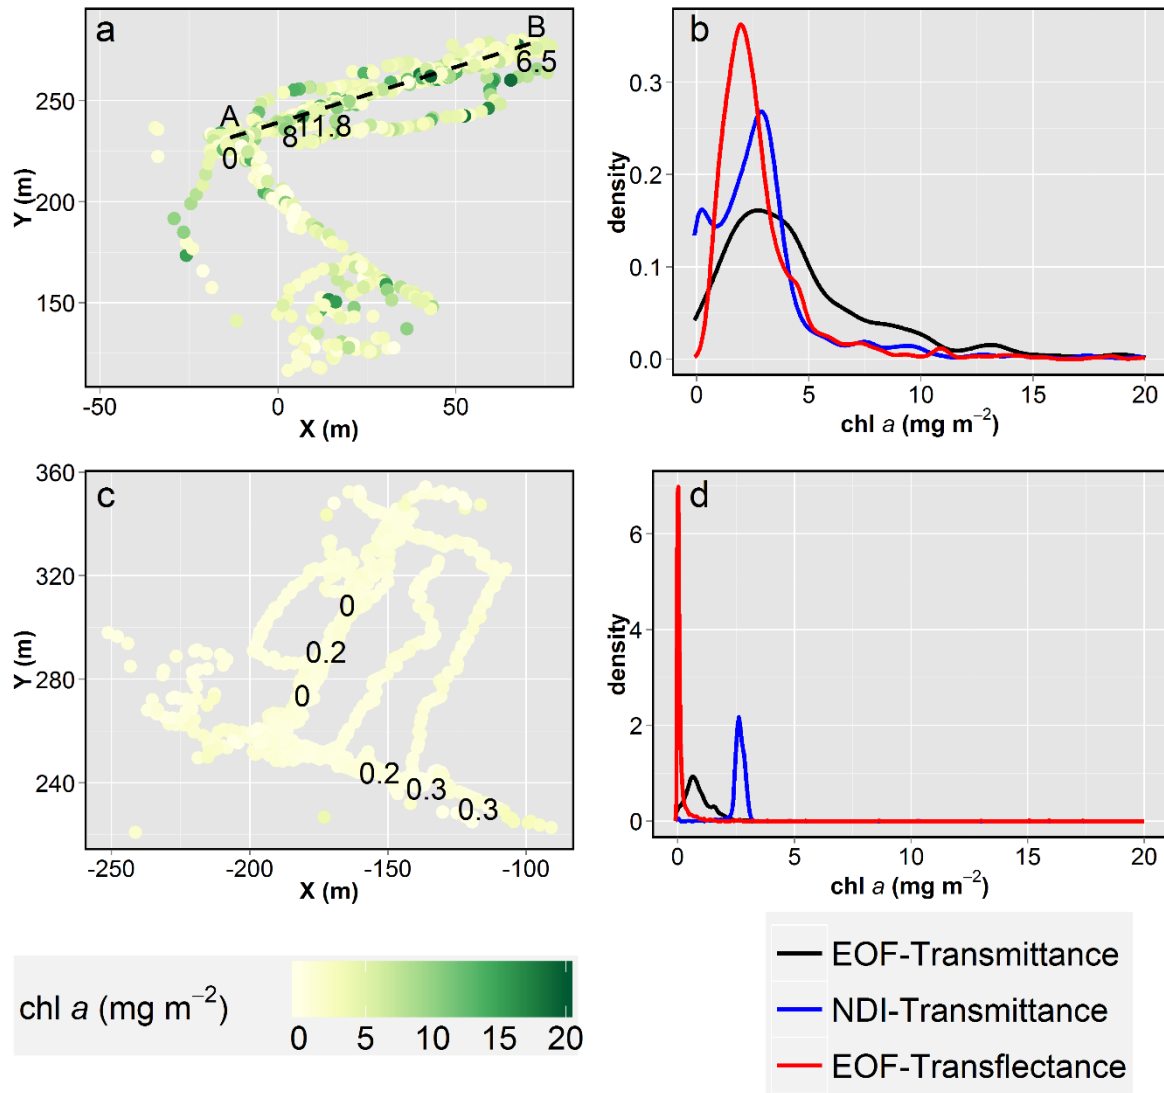 a
B
6.5
A
8
11.8
0
250
200
150
Y (m)
-50
0
50
X (m)
b
0.3
0.2
0.1
0.0
density
0
5
10
15
20
chl a (mg m⁻²)
c
360
320
280
240
Y (m)
0
0.2
0
0.2
0.3
0.3
-250
-200
-150
-100
X (m)
d
6
4
2
0
density
0
5
10
15
20
chl a (mg m⁻²)
chl a (mg m⁻²)
0 5 10 15 20
EOF-Transmittance
NDI-Transmittance
EOF-Transflectance